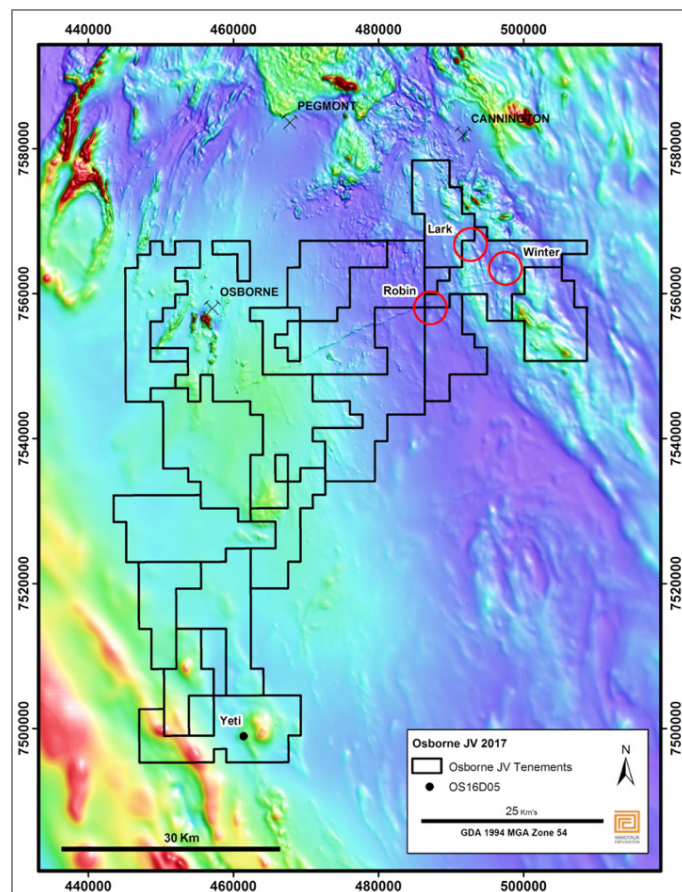 440000 460000 480000 500000
PEGMONT
CANNINGTON
7580000 7580000
Lark
Winter
OSBORNE
Robin
7560000 7560000
7540000 7540000
7520000 7520000
Yeti
7500000 7500000
Osborne JV 2017
Osborne JV Tenements
OS16D05
N
25 Km's
GDA 1994 MGA Zone 54
MINOTAUR
EXPLORATION
30 Km
440000 460000 480000 500000